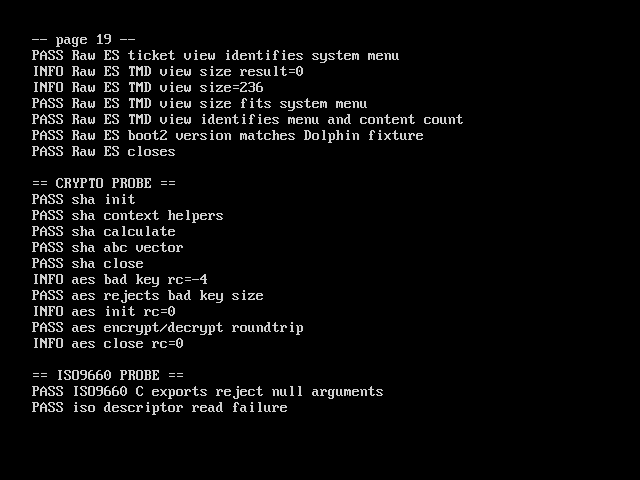 -- page 19 --
PASS Raw ES ticket view identifies system menu
INFO Raw ES TMD view size result=0
INFO Raw ES TMD view size=236
PASS Raw ES TMD view size fits system menu
PASS Raw ES TMD view identifies menu and content count
PASS Raw ES boot2 version matches Dolphin fixture
PASS Raw ES closes
== CRYPTO PROBE ==
PASS sha init
PASS sha context helpers
PASS sha calculate
PASS sha abc vector
PASS sha close
INFO aes bad key rc=-4
PASS aes rejects bad key size
INFO aes init rc=0
PASS aes encrypt/decrypt roundtrip
INFO aes close rc=0
== ISO9660 PROBE ==
PASS ISO9660 C exports reject null arguments
PASS iso descriptor read failure